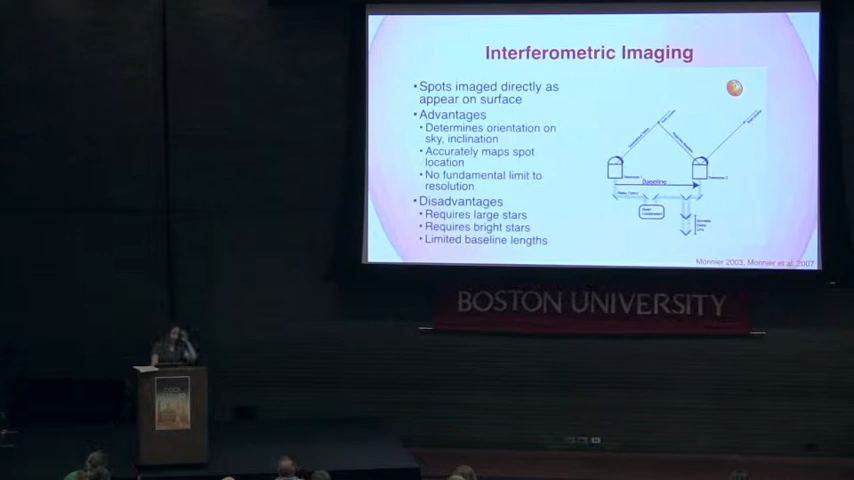 Interferometric Imaging
• Spots imaged directly as
appear on surface
• Advantages
• Determines orientation on
sky, inclination
• Accurately maps spot
location
• No fundamental limit to
resolution
• Disadvantages
• Requires large stars
• Requires bright stars
• Limited baseline lengths
Baseline
Monnier 2003, Monnier et al. 2007
BOSTON UNIVERSITY
COOL